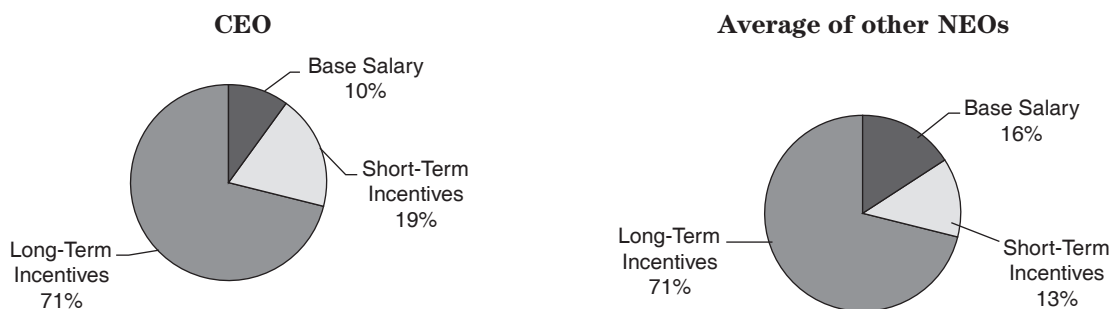 CEO
Base Salary
10%
Short-Term
Incentives
19%
Long-Term
Incentives
71%
Average of other NEOs
Base Salary
16%
Short-Term
Incentives
13%
Long-Term
Incentives
71%